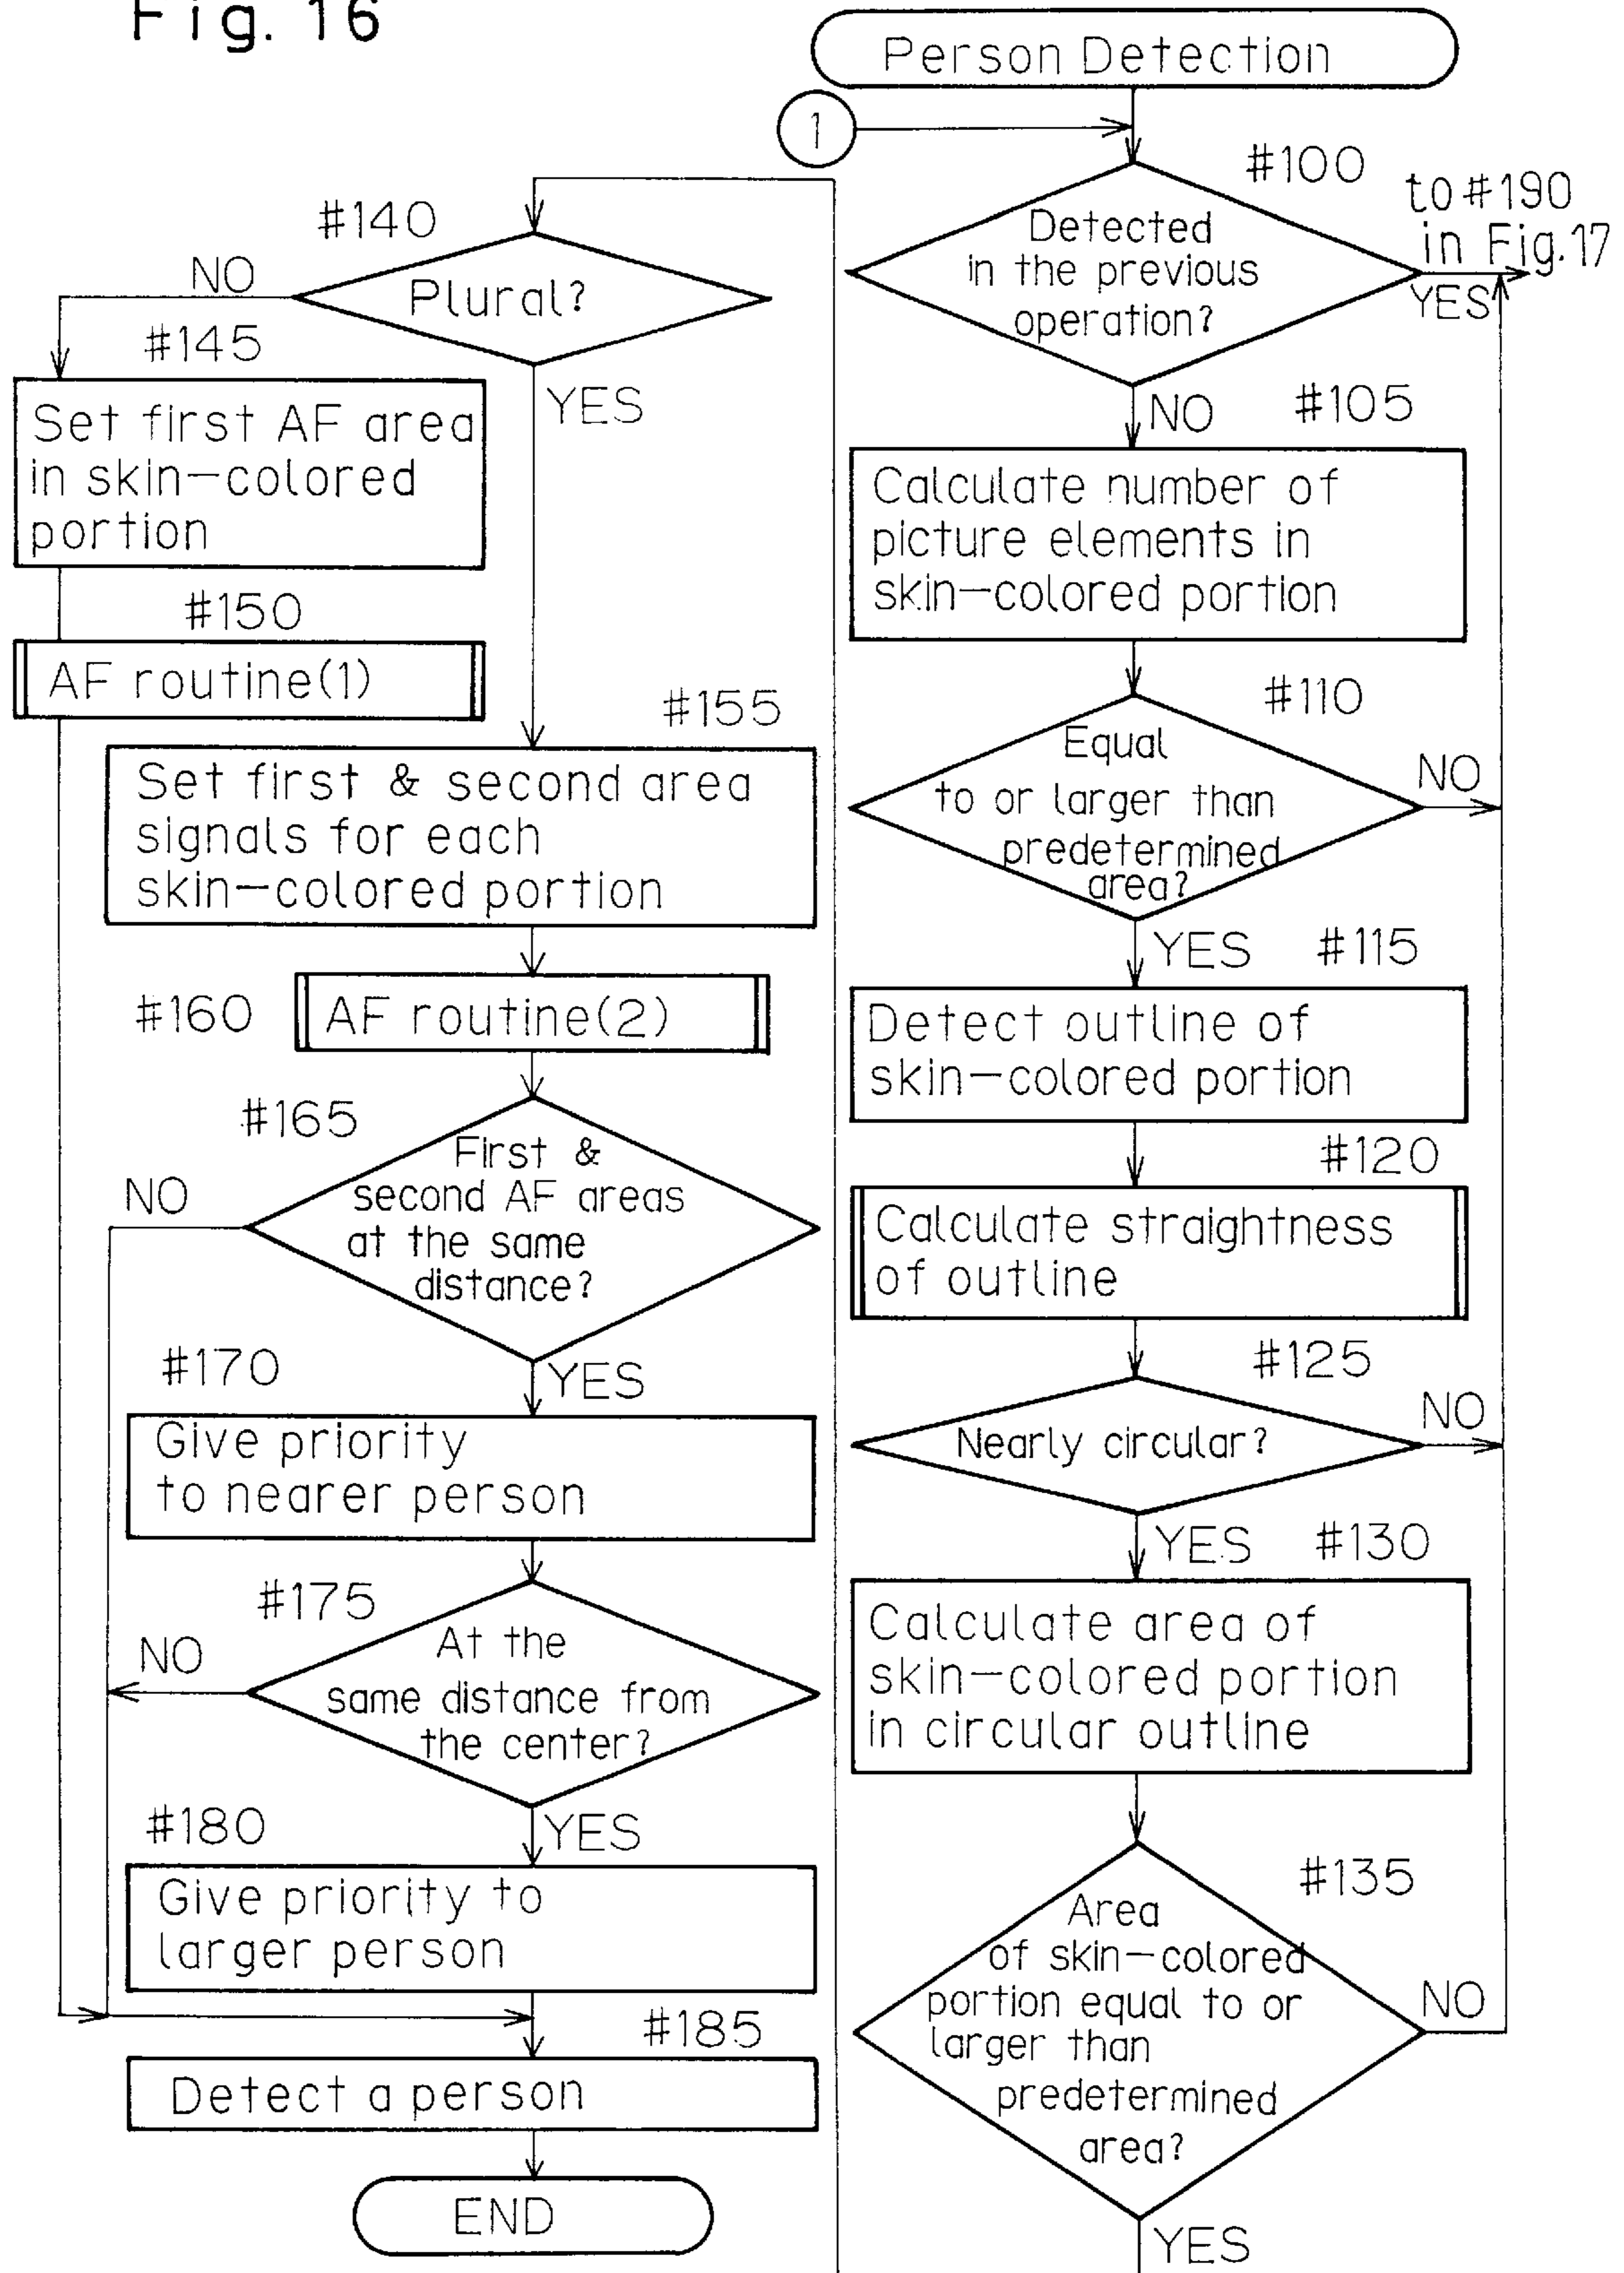 Fig. 16
Person Detection
1
#100
Detected
in the previous
operation?
to #190
in Fig.17
YES
NO
#105
Calculate number of
picture elements in
skin-colored portion
#110
Equal
to or larger than
predetermined
area?
NO
YES
#115
Detect outline of
skin-colored portion
#120
Calculate straightness
of outline
#125
Nearly circular?
NO
YES
#130
Calculate area of
skin-colored portion
in circular outline
#135
Area
of skin-colored
portion equal to or
larger than
predetermined
area?
NO
YES
#140
Plural?
NO
YES
#145
Set first AF area
in skin-colored
portion
#150
AF routine(1)
#155
Set first & second area
signals for each
skin-colored portion
#160
AF routine(2)
#165
First &
second AF areas
at the same
distance?
NO
YES
#170
Give priority
to nearer person
#175
At the
same distance from
the center?
NO
YES
#180
Give priority to
larger person
#185
Detect a person
END